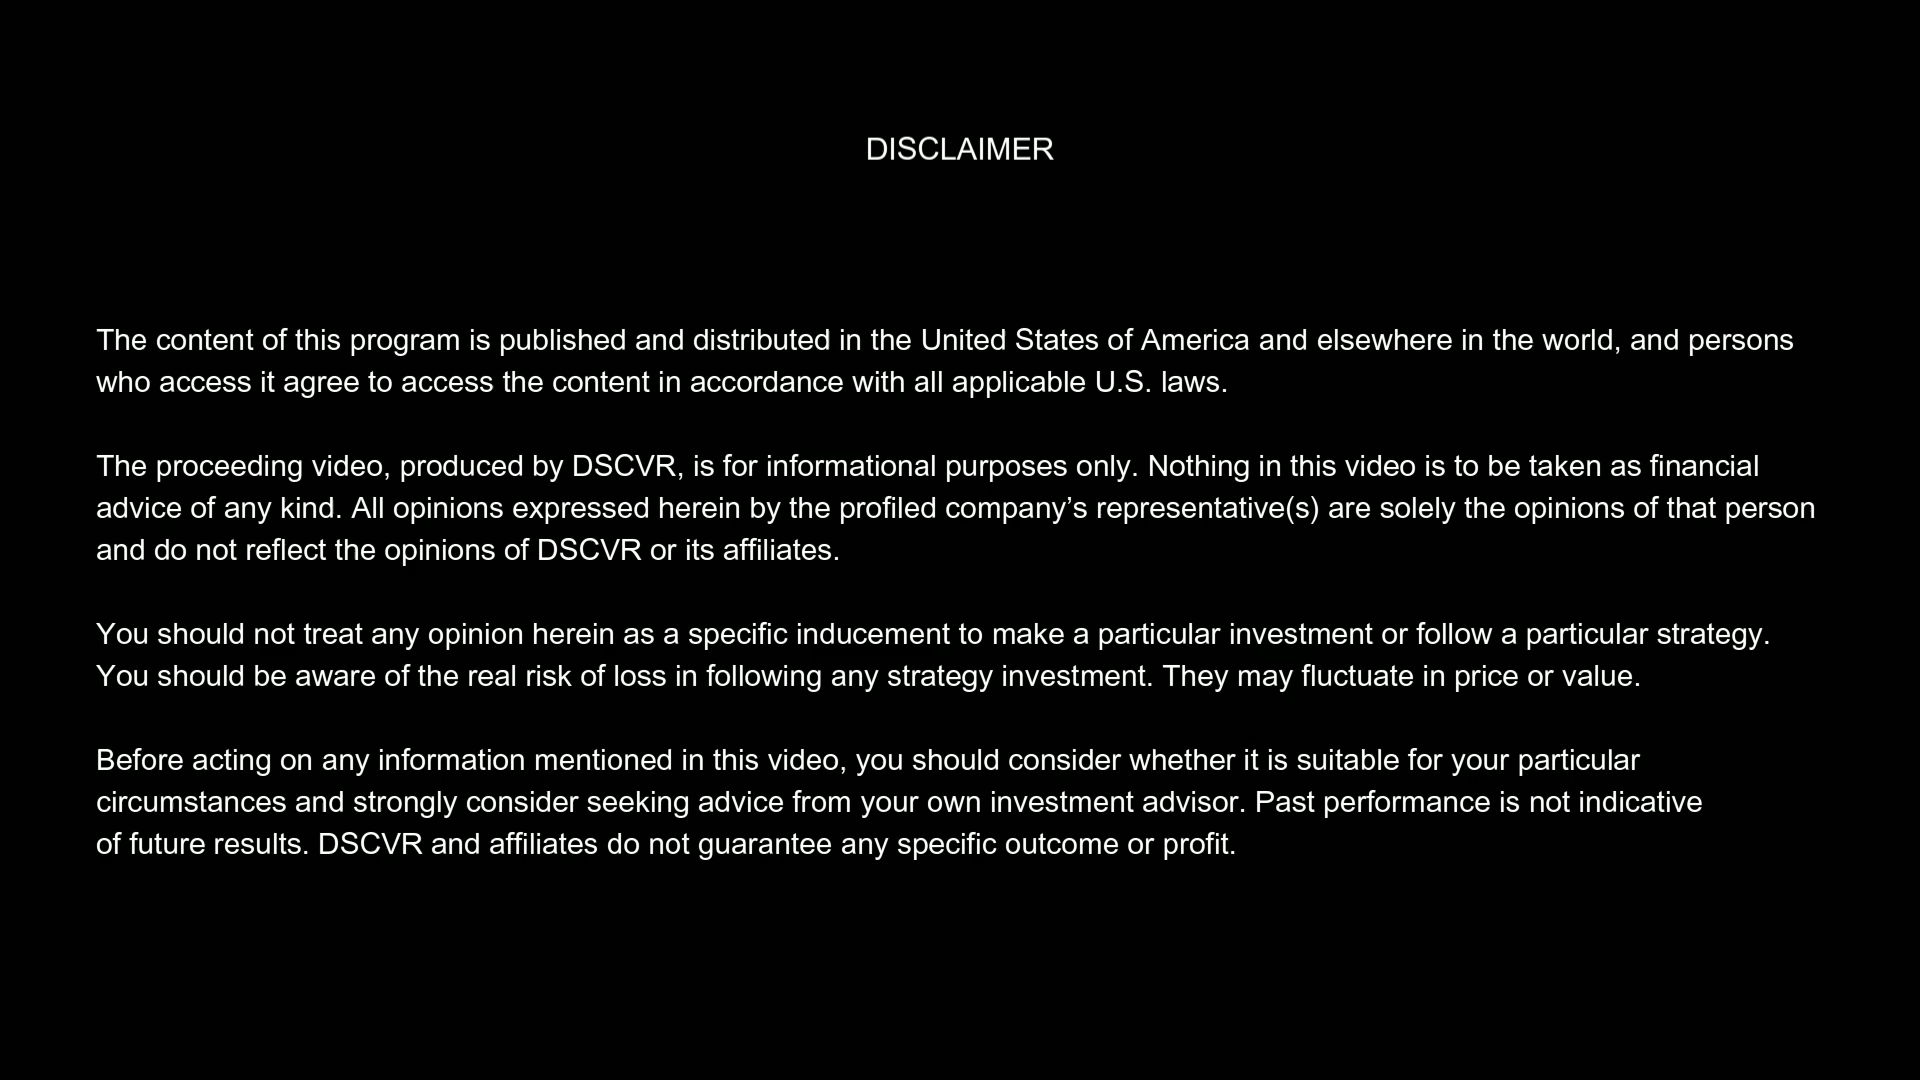 DISCLAIMER
The content of this program is published and distributed in the United States of America and elsewhere in the world, and persons
who access it agree to access the content in accordance with all applicable U.S. laws.
The proceeding video, produced by DSCVR, is for informational purposes only. Nothing in this video is to be taken as financial
advice of any kind. All opinions expressed herein by the profiled company’s representative(s) are solely the opinions of that person
and do not reflect the opinions of DSCVR or its affiliates.
You should not treat any opinion herein as a specific inducement to make a particular investment or follow a particular strategy.
You should be aware of the real risk of loss in following any strategy investment. They may fluctuate in price or value.
Before acting on any information mentioned in this video, you should consider whether it is suitable for your particular
circumstances and strongly consider seeking advice from your own investment advisor. Past performance is not indicative
of future results. DSCVR and affiliates do not guarantee any specific outcome or profit.